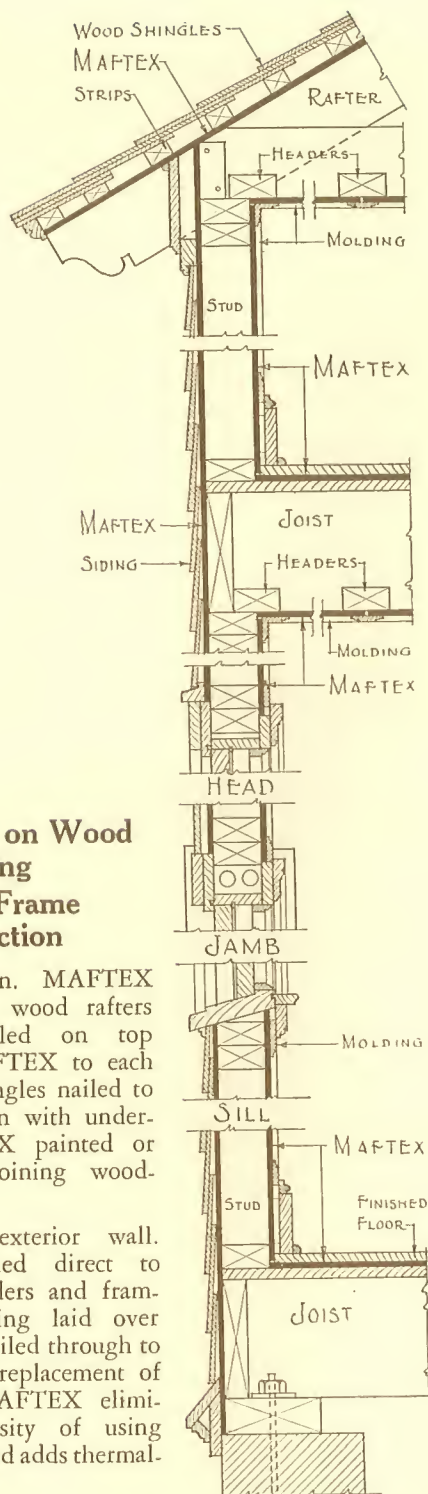 WOOD SHINGLES
MAFTEX
STRIPS
RAFTER
HEADERS
MOLDING
STUD
MAFTEX
MAFTEX
JOIST
SIDING
HEADERS
MOLDING
MAFTEX
HEAD
JAMB
MOLDING
SILL
MAFTEX
STUD
FINISHED
FLOOR
JOIST
on Wood
ng
Frame
ction
n. MAFTEX
wood rafters
led on top
FTEX to each
ngles nailed to
n with under-
X painted or
oining wood-
exterior wall.
ed direct to
lers and fram-
ing laid over
iled through to
replacement of
AFTEX elimi-
sity of using
d adds thermal-